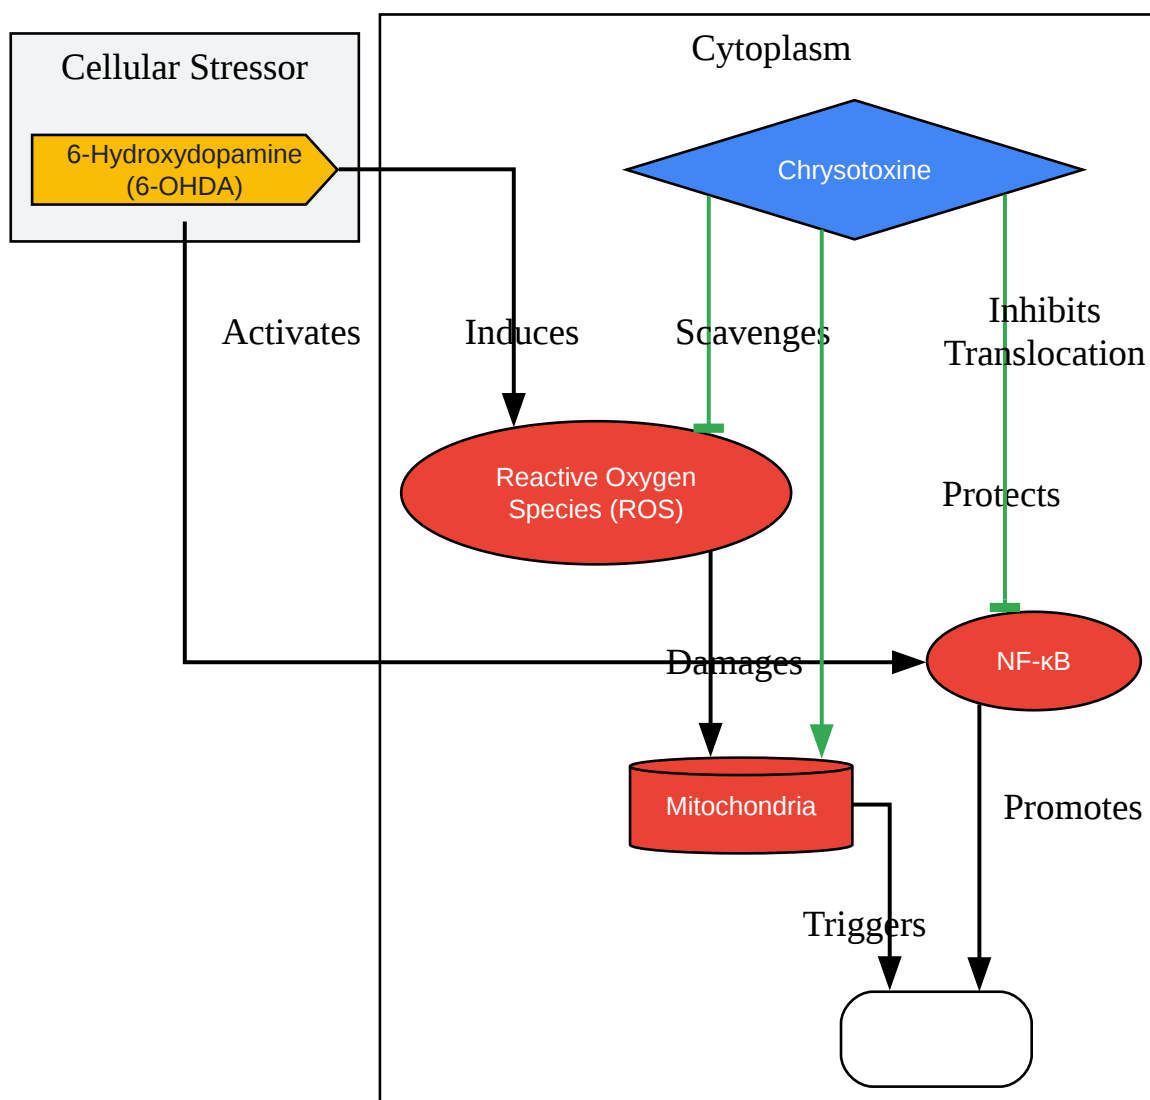 Cytoplasm
Cellular Stressor
6-Hydroxydopamine
(6-OHDA)
Chrysotoxine
Activates
Induces
Scavenges
Inhibits
Translocation
Reactive Oxygen
Species (ROS)
Protects
Damages
NF-κB
Mitochondria
Promotes
Triggers